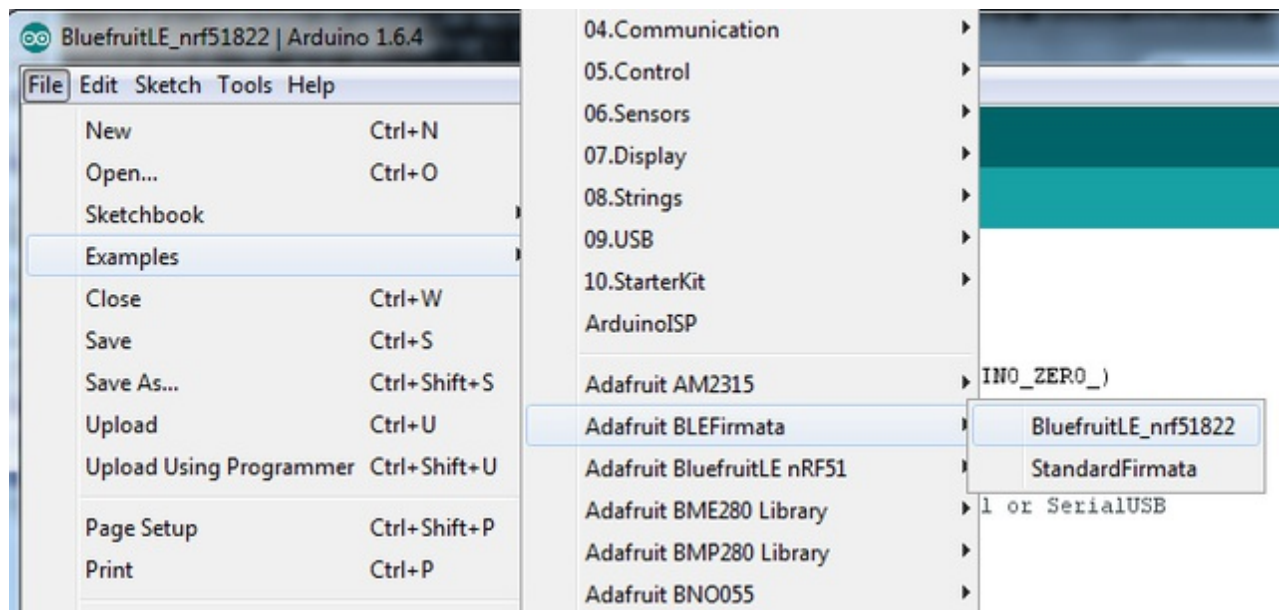 BluefruitLE_nrf51822 | Arduino 1.6.4
File Edit Sketch Tools Help
New Ctrl+N
Open... Ctrl+O
Sketchbook
Examples
Close Ctrl+W
Save Ctrl+S
Save As... Ctrl+Shift+S
Upload Ctrl+U
Upload Using Programmer Ctrl+Shift+U
Page Setup Ctrl+Shift+P
Print Ctrl+P
04.Communication
05.Control
06.Sensors
07.Display
08.Strings
09.USB
10.StarterKit
ArduinoISP
Adafruit AM2315
Adafruit BLEFirmata
Adafruit BluefruitLE nRF51
Adafruit BME280 Library
Adafruit BMP280 Library
Adafruit BNO055
INO_ZERO_)
BluefruitLE_nrf51822
StandardFirmata
l or SerialUSB